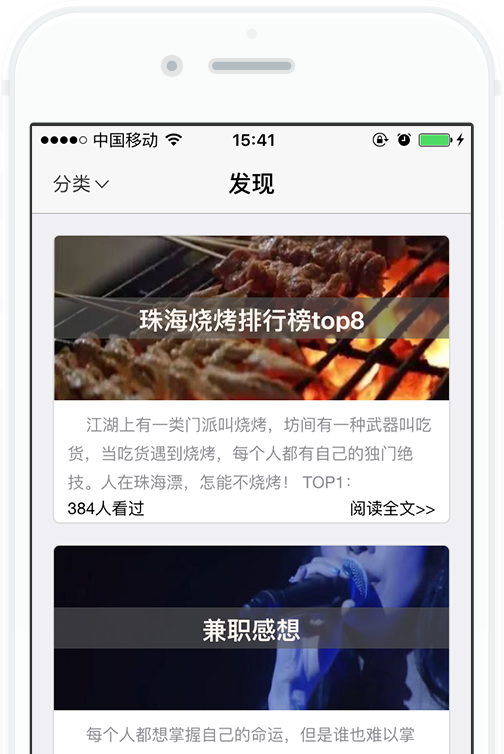 中国移动 15:41
分类 发现
珠海烧烤排行榜top8
江湖上有一类门派叫烧烤，坊间有一种武器叫吃
货，当吃货遇到烧烤，每个人都有自己的独门绝
技。人在珠海漂，怎能不烧烤！ TOP1：
384人看过 阅读全文>>
兼职感想
每个人都想掌握自己的命运，但是谁也难以掌